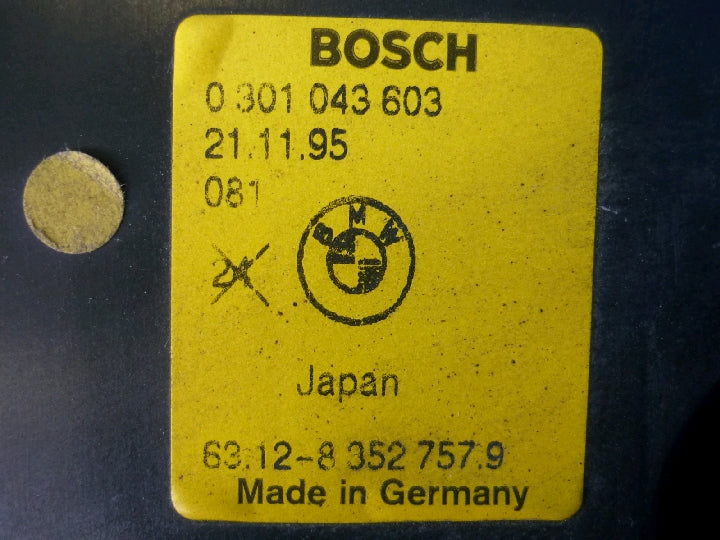 BOSCH
0 301 043 603
21.11.95
081
BMW
24
Japan
63.12-8 352 757.9
Made in Germany